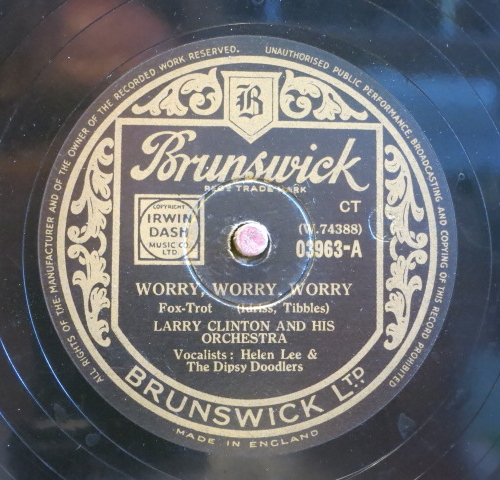 ALL RIGHTS OF THE MANUFACTURER AND OF THE OWNER OF THE RECORDED WORK RESERVED. UNAUTHORISED PUBLIC PERFORMANCE, BROADCASTING AND COPYING OF THIS RECORD PROHIBITED
B
Brunswick
REGD TRADE MARK
CT
COPYRIGHT
IRWIN
DASH
MUSIC CO.
LTD
(W.74388)
03963-A
WORRY, WORRY, WORRY
Fox-Trot (Idriss, Tibbles)
LARRY CLINTON AND HIS
ORCHESTRA
Vocalists: Helen Lee &
The Dipsy Doodlers
BRUNSWICK LTD.
MADE IN ENGLAND